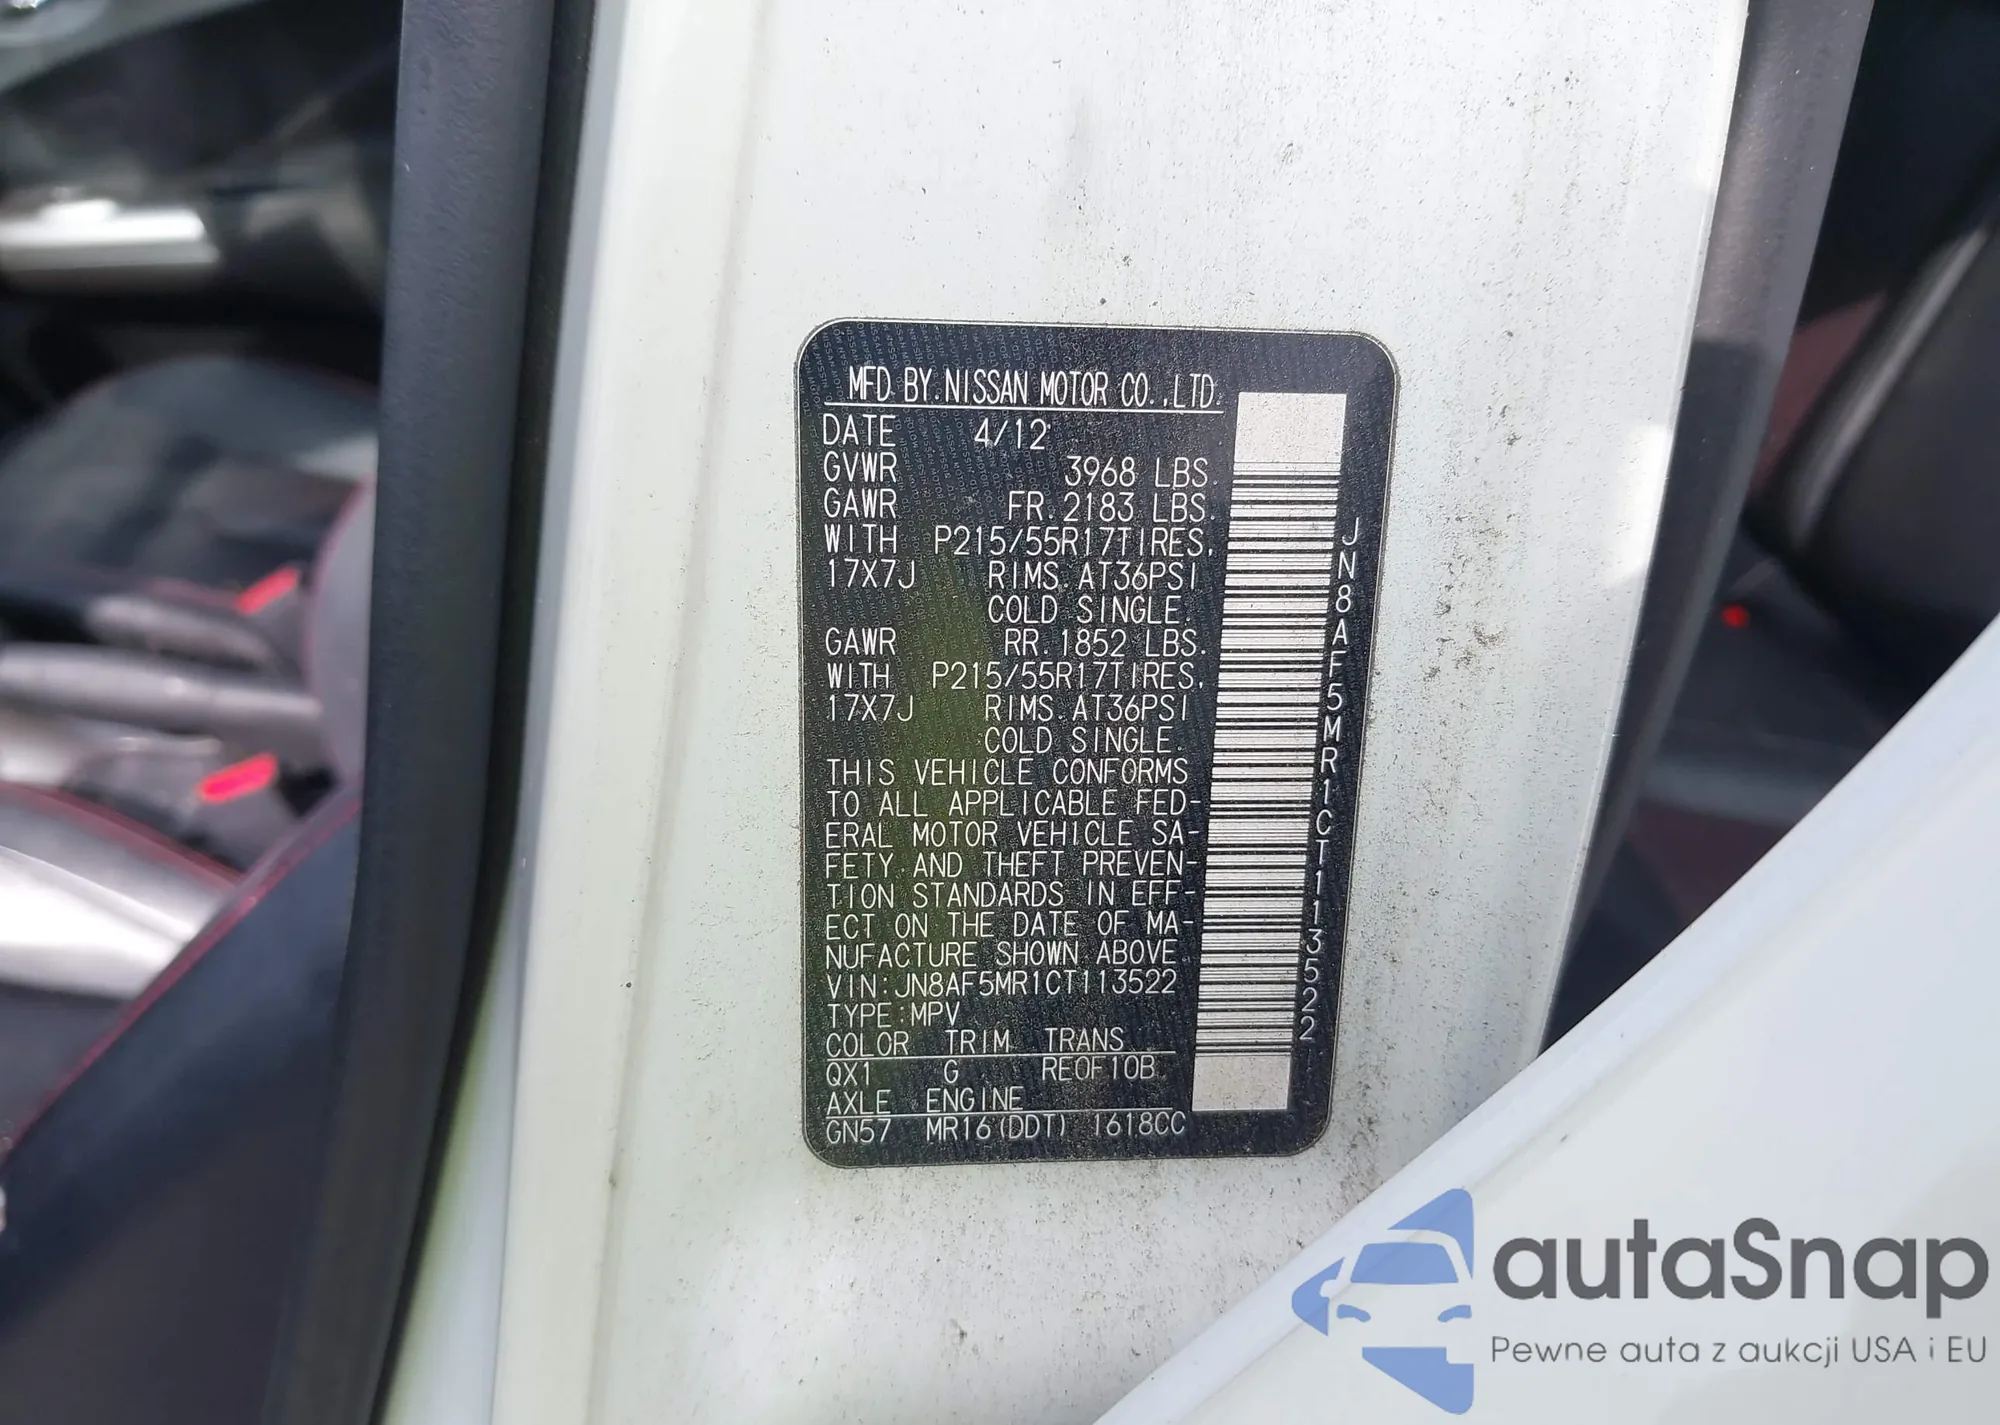 MFD BY. NISSAN MOTOR CO.,LTD.
DATE 4/12
GVWR 3968 LBS.
GAWR FR. 2183 LBS.
WITH P215/55R17TIRES,
17X7J RIMS. AT36PSI
COLD SINGLE.
GAWR RR. 1852 LBS.
WITH P215/55R17TIRES,
17X7J RIMS. AT36PSI
COLD SINGLE.
THIS VEHICLE CONFORMS
TO ALL APPLICABLE FED-
ERAL MOTOR VEHICLE SA-
FETY AND THEFT PREVEN-
TION STANDARDS IN EFF-
ECT ON THE DATE OF MA-
NUFACTURE SHOWN ABOVE.
VIN:JN8AF5MR1CT113522
TYPE:MPV
COLOR TRIM TRANS
QX1 G RE0F10B
AXLE ENGINE
GN57 MR16(DDT) 1618CC
JN8AF5MR1CT113522
autaSnap
Pewne auta z aukcji USA i EU